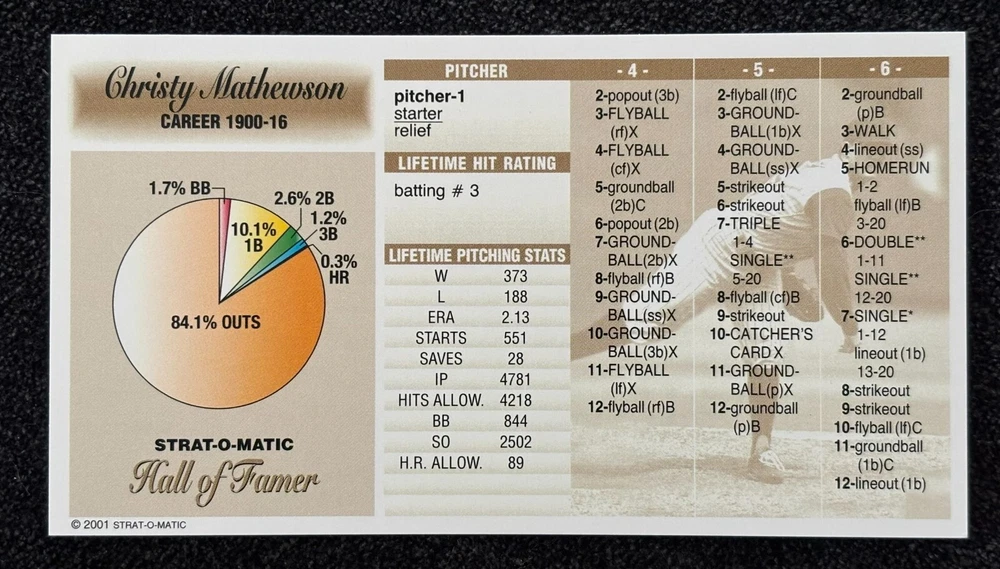 Christy Mathewson
CAREER 1900-16
1.7% BB
2.6% 2B
1.2%
3B
10.1%
1B
0.3%
HR
84.1% OUTS
STRAT-O-MATIC
Hall of Famer
© 2001 STRAT-O-MATIC
PITCHER
pitcher-1
starter
relief
LIFETIME HIT RATING
batting # 3
LIFETIME PITCHING STATS
W 373
L 188
ERA 2.13
STARTS 551
SAVES 28
IP 4781
HITS ALLOW. 4218
BB 844
SO 2502
H.R. ALLOW. 89
- 4 -
2-popout (3b)
3-FLYBALL
(rf)X
4-FLYBALL
(cf)X
5-groundball
(2b)C
6-popout (2b)
7-GROUND-
BALL(2b)X
8-flyball (rf)B
9-GROUND-
BALL(ss)X
10-GROUND-
BALL(3b)X
11-FLYBALL
(lf)X
12-flyball (rf)B
- 5 -
2-flyball (lf)C
3-GROUND-
BALL(1b)X
4-GROUND-
BALL(ss)X
5-strikeout
6-strikeout
7-TRIPLE
1-4
SINGLE**
5-20
8-flyball (cf)B
9-strikeout
10-CATCHER'S
CARD X
11-GROUND-
BALL(p)X
12-groundball
(p)B
- 6 -
2-groundball
(p)B
3-WALK
4-lineout (ss)
5-HOMERUN
1-2
flyball (lf)B
3-20
6-DOUBLE**
1-11
SINGLE**
12-20
7-SINGLE*
1-12
lineout (1b)
13-20
8-strikeout
9-strikeout
10-flyball (lf)C
11-groundball
(1b)C
12-lineout (1b)